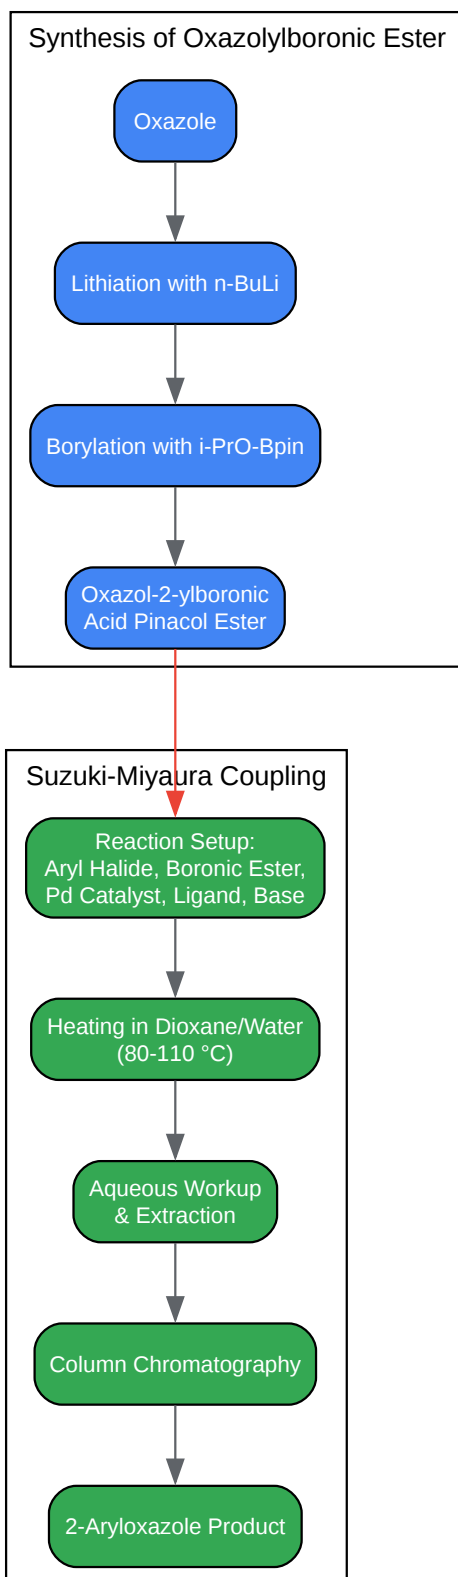 Synthesis of Oxazolylboronic Ester
Oxazole
Lithiation with n-BuLi
Borylation with i-PrO-Bpin
Oxazol-2-ylboronic
Acid Pinacol Ester
Suzuki-Miyaura Coupling
Reaction Setup:
Aryl Halide, Boronic Ester,
Pd Catalyst, Ligand, Base
Heating in Dioxane/Water
(80-110 °C)
Aqueous Workup
& Extraction
Column Chromatography
2-Aryloxazole Product